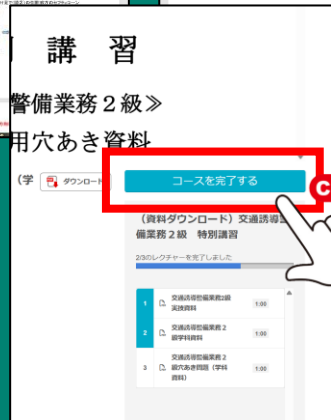 講習
警備業務２級≫
用穴あき資料
（学
ダウンロード
コースを完了する
C
（資料ダウンロード）交通誘導警
備業務２級 特別講習
2/3のレクチャーを完了しました
1 交通誘導警備業務2級
実技資料 1:00
2 交通誘導警備業務２
級学科資料 1:00
3 交通誘導警備業務２
級穴あき問題（学科
資料） 1:00